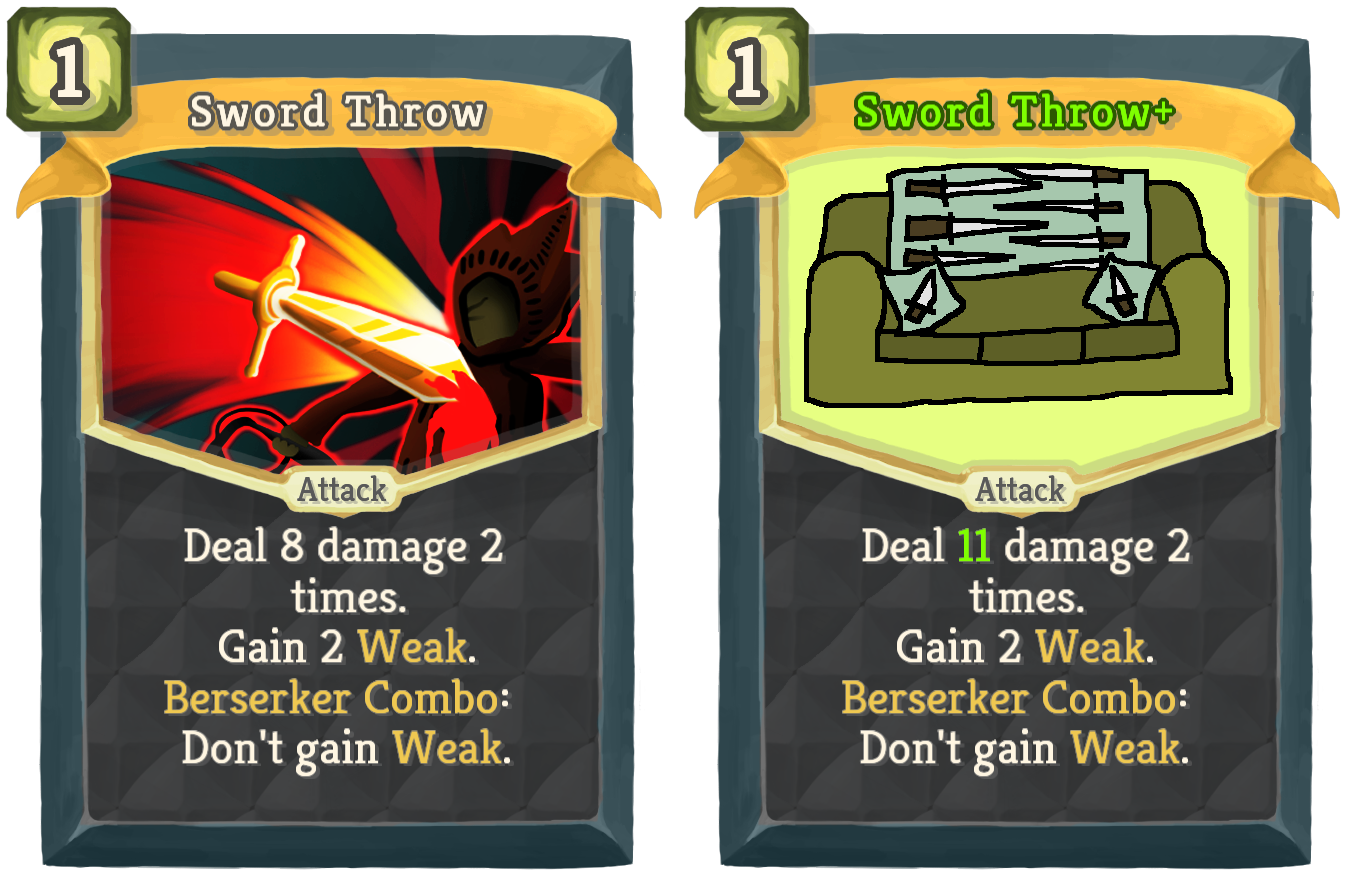 1
Sword Throw
Attack
Deal 8 damage 2
times.
Gain 2 Weak.
Berserker Combo:
Don't gain Weak.
1
Sword Throw+
Attack
Deal 11 damage 2
times.
Gain 2 Weak.
Berserker Combo:
Don't gain Weak.